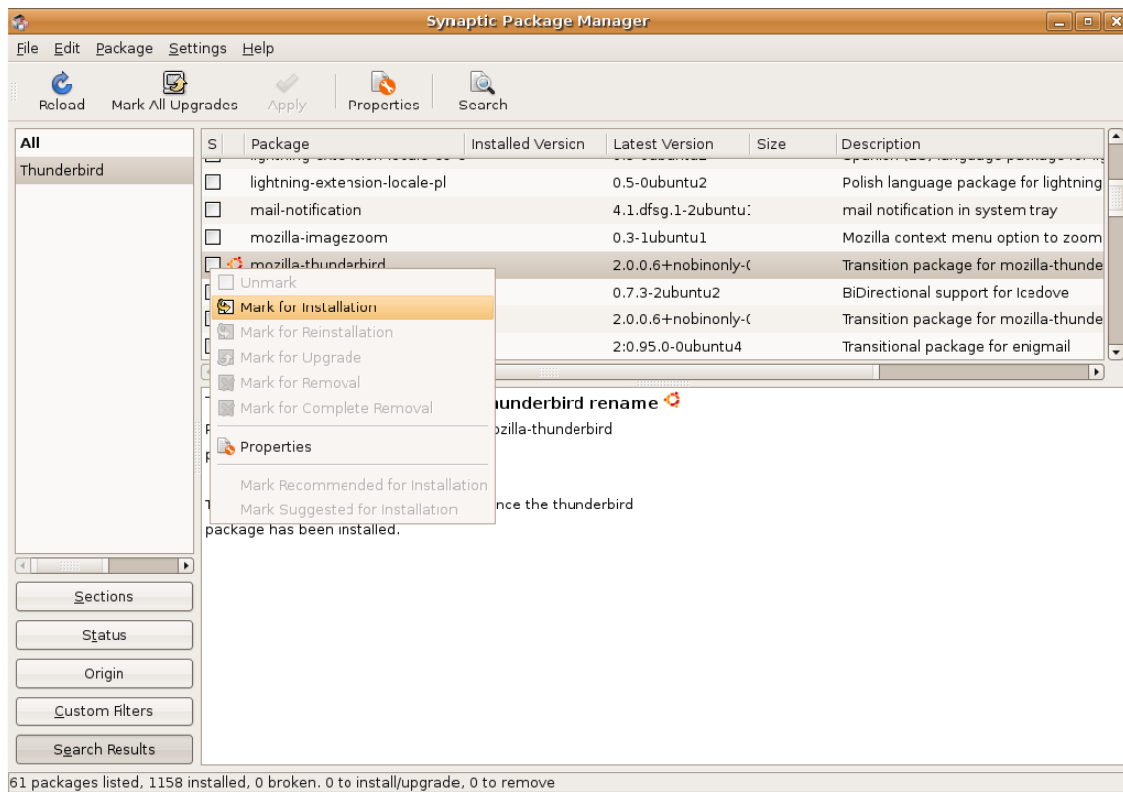 Synaptic Package Manager
File Edit Package Settings Help
Reload Mark All Upgrades Apply Properties Search
All
Thunderbird
S Package Installed Version Latest Version Size Description
lightning-extension-locale-pl 0.5-0ubuntu2 Polish language package for lightning
mail-notification 4.1.dfsg.1-2ubuntu mail notification in system tray
mozilla-imagezoom 0.3-1ubuntu1 Mozilla context menu option to zoom
mozilla-thunderbird 2.0.0.6+nobinonly-( Transition package for mozilla-thunde
0.7.3-2ubuntu2 BiDirectional support for Icedove
2.0.0.6+nobinonly-( Transition package for mozilla-thunde
2:0.95.0-0ubuntu4 Transitional package for enigmail
Unmark
Mark for Installation
Mark for Reinstallation
Mark for Upgrade
Mark for Removal
Mark for Complete Removal
Properties
Mark Recommended for Installation
Mark Suggested for Installation
hunderbird rename
ozilla-thunderbird
nce the thunderbird
package has been installed.
Sections
Status
Origin
Custom Filters
Search Results
61 packages listed, 1158 installed, 0 broken. 0 to install/upgrade, 0 to remove